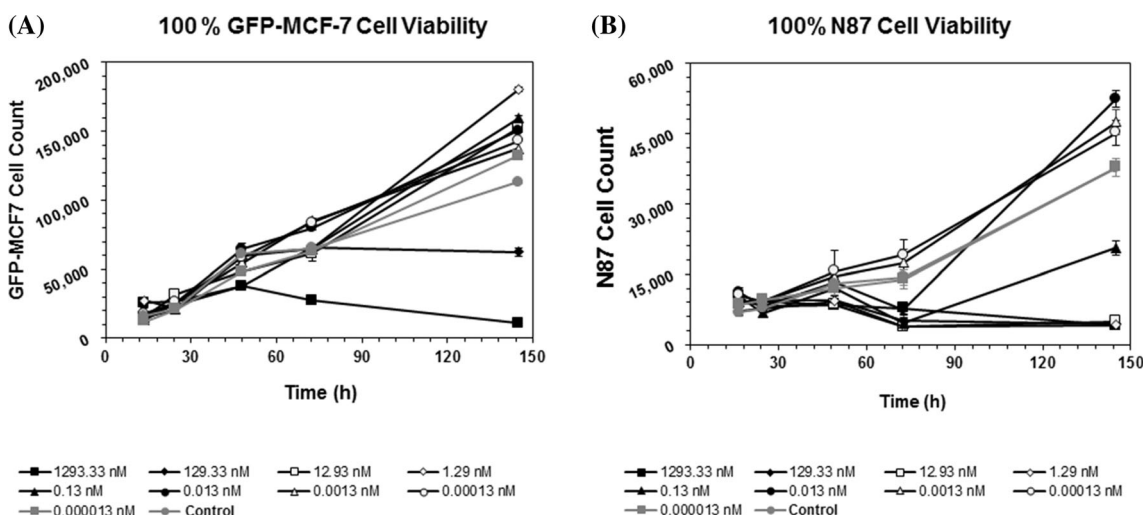 (A)
100 % GFP-MCF-7 Cell Viability
GFP-MCF7 Cell Count
200,000
150,000
100,000
50,000
0
0 30 60 90 120 150
Time (h)
1293.33 nM 129.33 nM 12.93 nM 1.29 nM
0.13 nM 0.013 nM 0.0013 nM 0.00013 nM
0.000013 nM Control
(B)
100% N87 Cell Viability
N87 Cell Count
60,000
45,000
30,000
15,000
0
0 30 60 90 120 150
Time (h)
1293.33 nM 129.33 nM 12.93 nM 1.29 nM
0.13 nM 0.013 nM 0.0013 nM 0.00013 nM
0.000013 nM Control